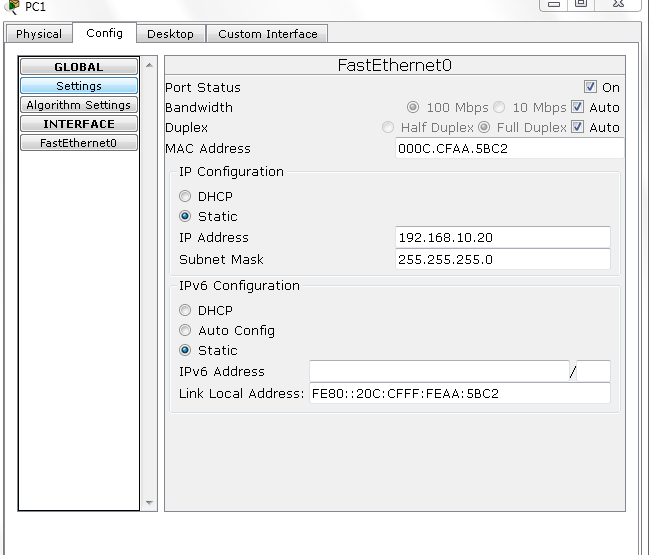 PC1
Physical Config Desktop Custom Interface
GLOBAL
Settings
Algorithm Settings
INTERFACE
FastEthernet0
FastEthernet0
Port Status On
Bandwidth 100 Mbps 10 Mbps Auto
Duplex Half Duplex Full Duplex Auto
MAC Address 000C.CFAA.5BC2
IP Configuration
DHCP
Static
IP Address 192.168.10.20
Subnet Mask 255.255.255.0
IPv6 Configuration
DHCP
Auto Config
Static
IPv6 Address /
Link Local Address: FE80::20C:CFFF:FEAA:5BC2